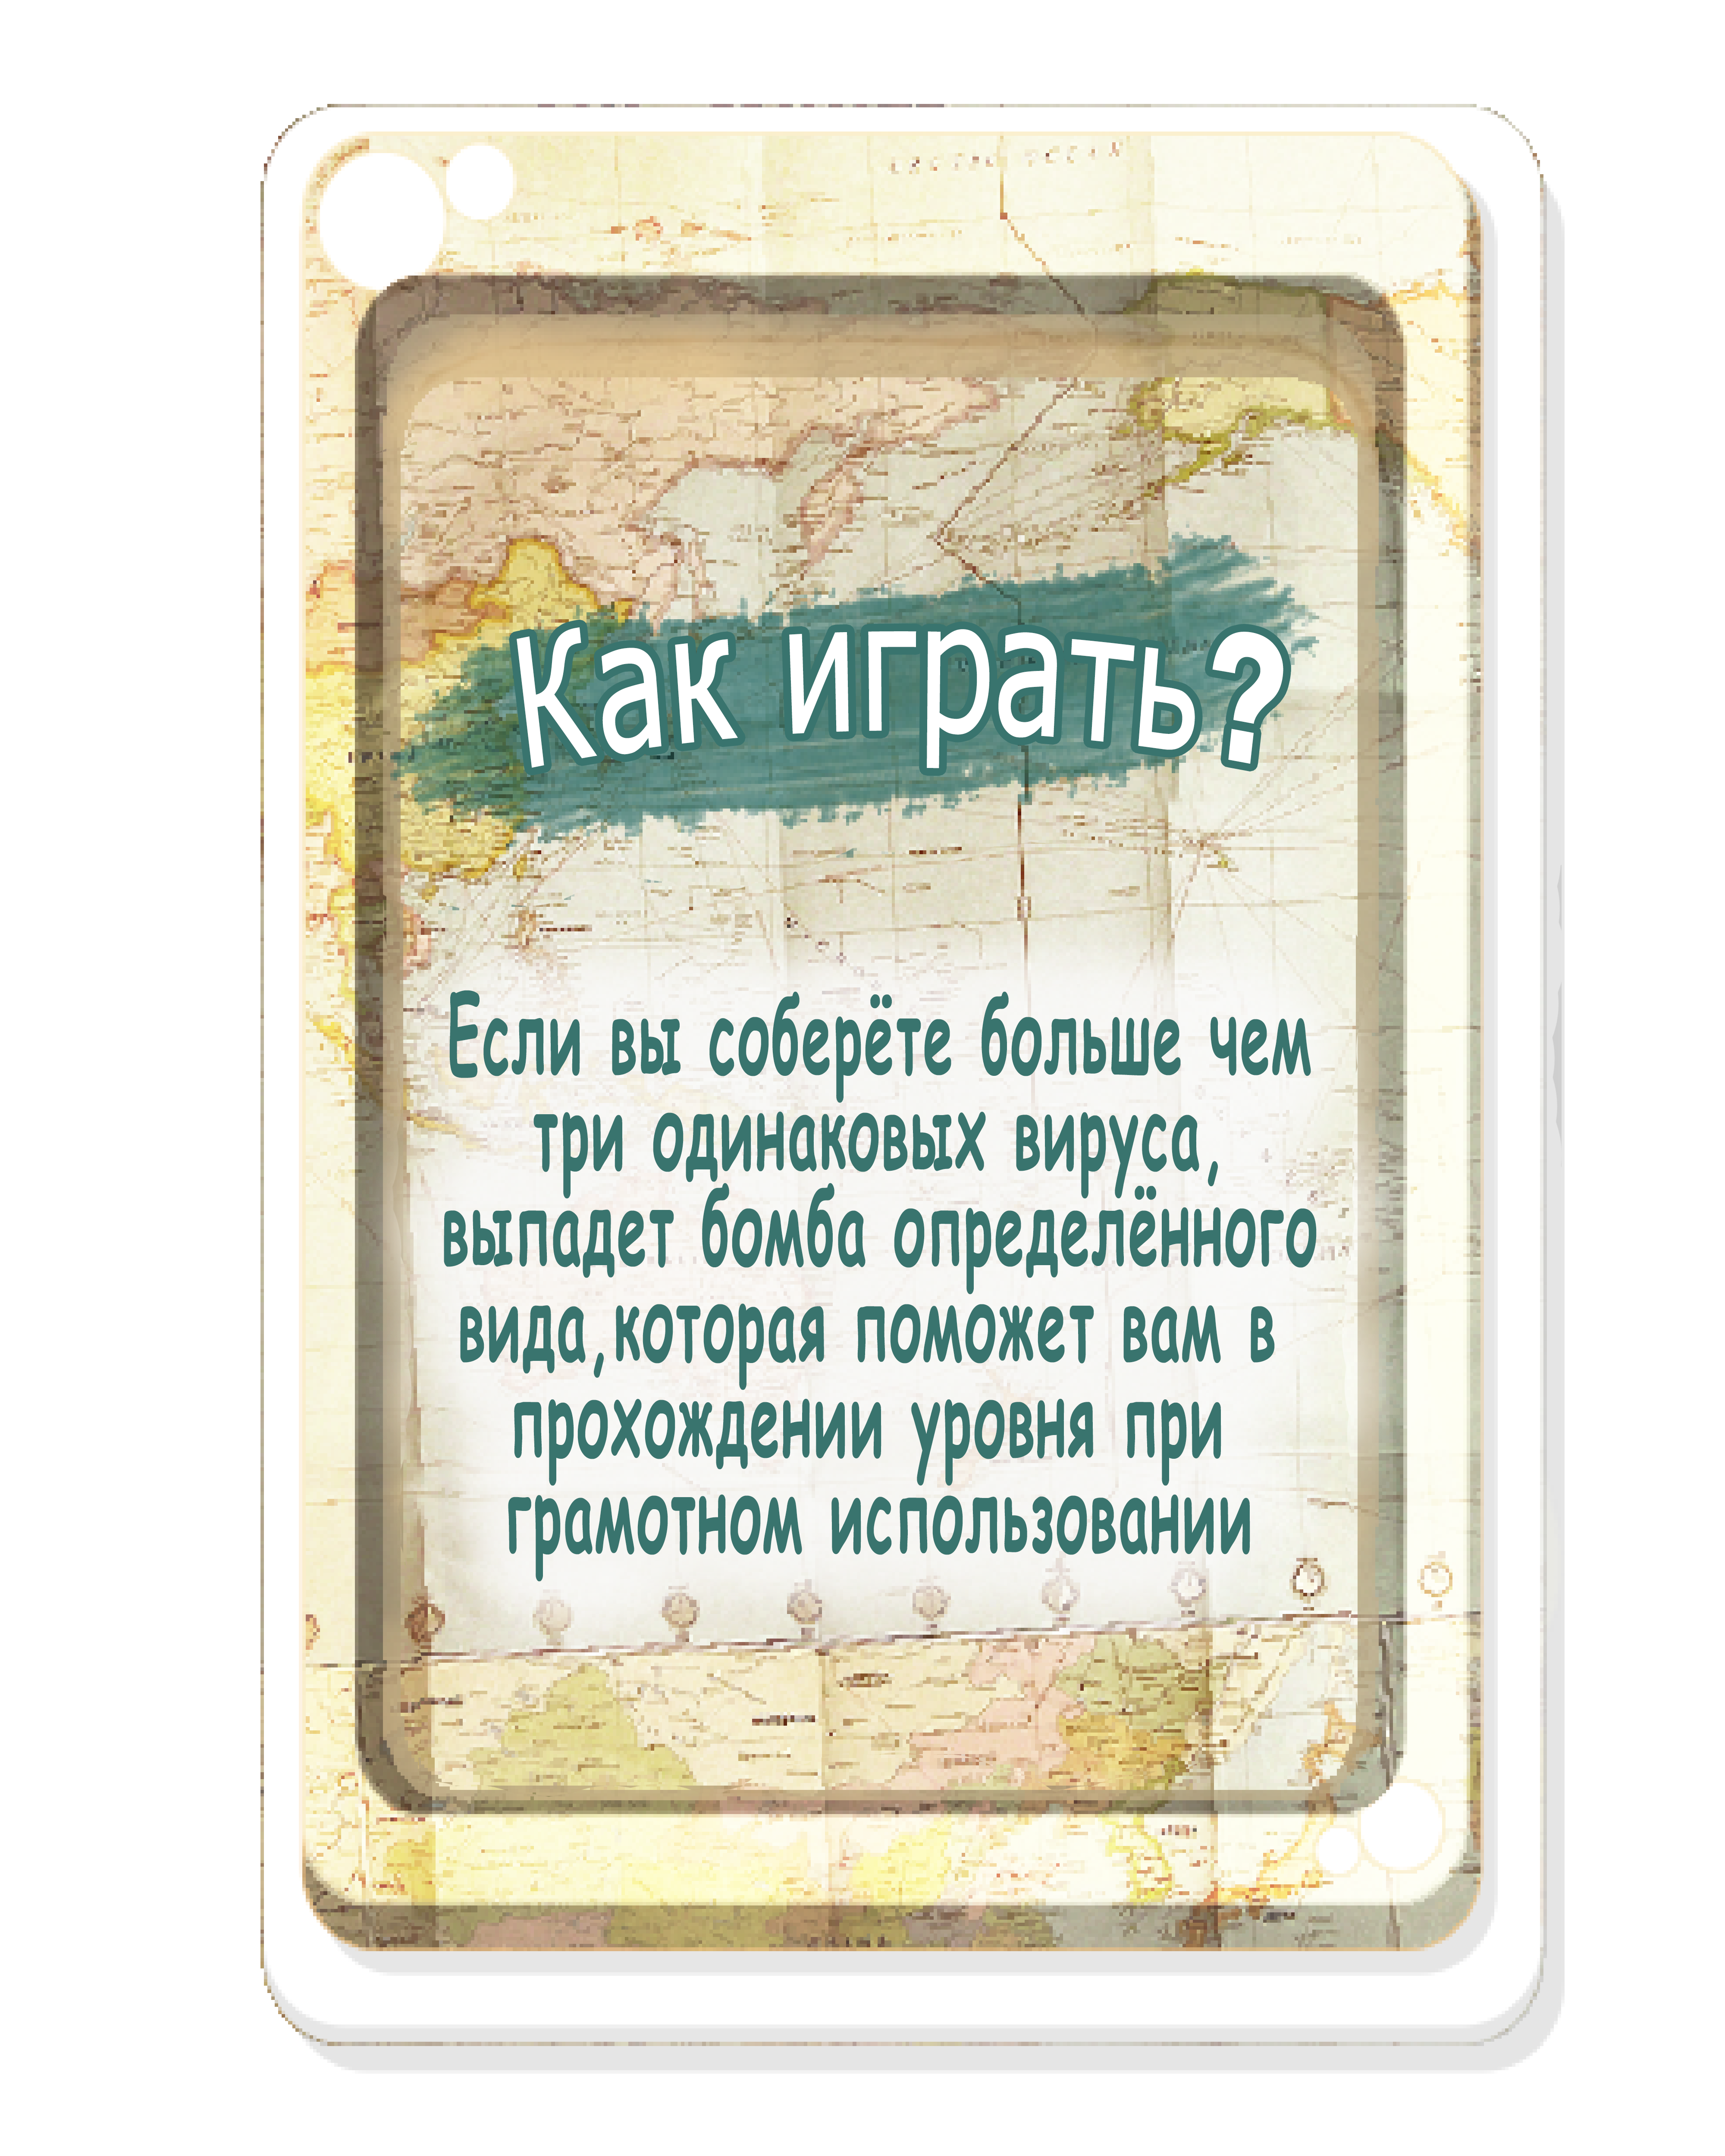 Как играть?
Если вы соберёте больше чем
три одинаковых вируса,
выпадет бомба определённого
вида,которая поможет вам в
прохождении уровня при
грамотном использовании